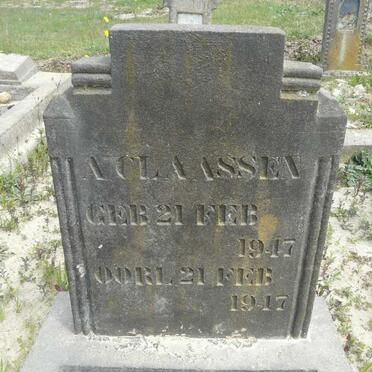 A CLAASSEN
GEB 21 FEB
1947
OORL 21 FEB
1947